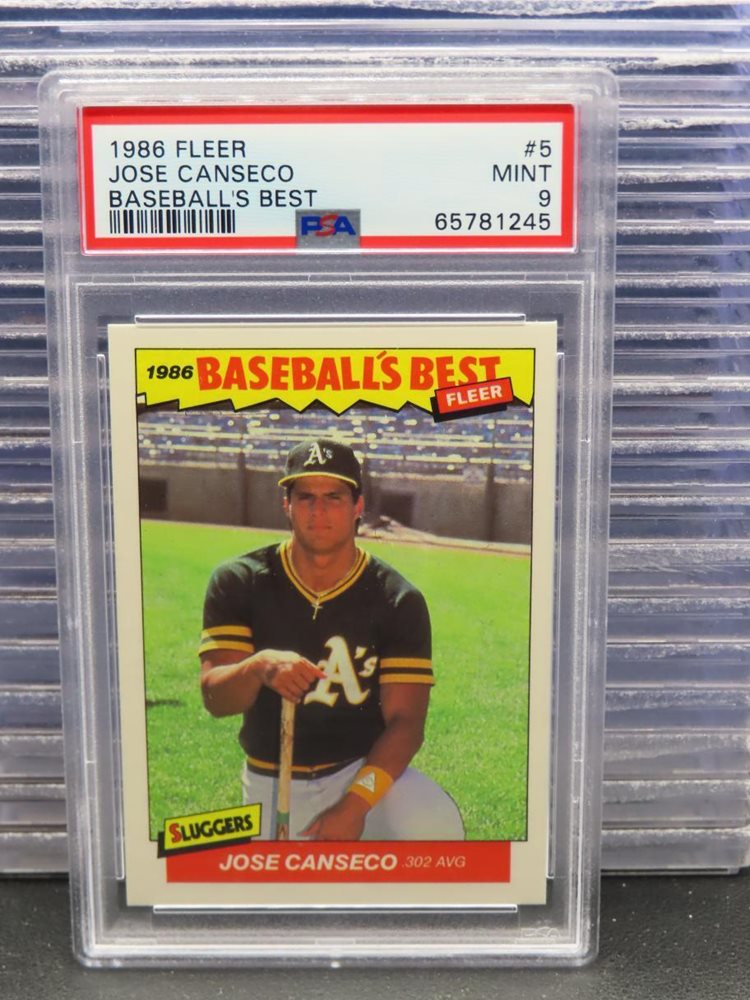 1986 FLEER #5
JOSE CANSECO MINT
BASEBALL'S BEST 9
PSA 65781245
1986 BASEBALL'S BEST
FLEER
A's
A's
SLUGGERS
JOSE CANSECO .302 AVG